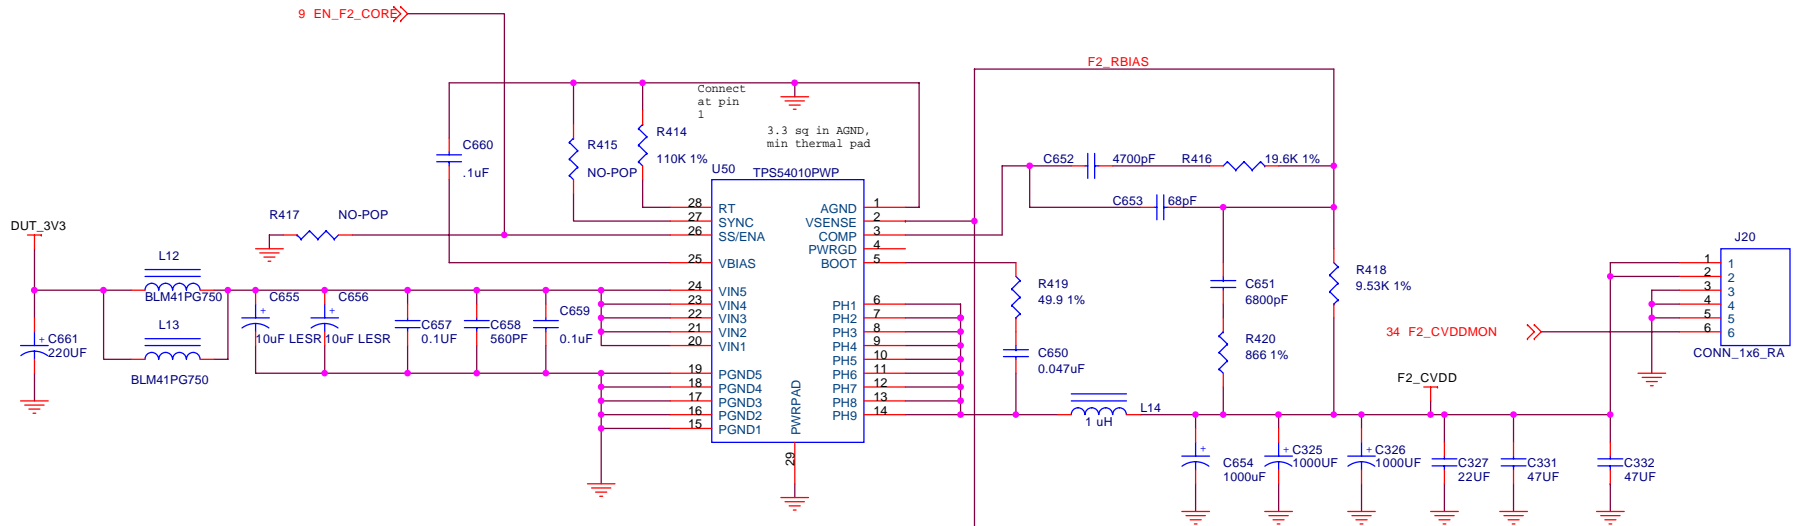 9 EN_F2_CORE
F2_RBIAS
Connect
at pin
1
3.3 sq in AGND,
min thermal pad
C660
.1uF
R415
NO-POP
R414
110K 1%
U50
TPS54010PWP
C652
4700pF
R416
19.6K 1%
C653
68pF
R417
NO-POP
28 RT
27 SYNC
26 SS/ENA
25 VBIAS
24 VIN5
23 VIN4
22 VIN3
21 VIN2
20 VIN1
19 PGND5
18 PGND4
17 PGND3
16 PGND2
15 PGND1
AGND 1
VSENSE 2
COMP 3
PWRGD 4
BOOT 5
PH1 6
PH2 7
PH3 8
PH4 9
PH5 10
PH6 11
PH7 12
PH8 13
PH9 14
PWRPAD
29
DUT_3V3
L12
BLM41PG750
L13
BLM41PG750
C661
220UF
+
C655
+
10uF LESR
C656
+
10uF LESR
C657
0.1UF
C658
560PF
C659
0.1uF
R419
49.9 1%
C650
0.047uF
C651
6800pF
R420
866 1%
R418
9.53K 1%
L14
1 uH
J20
1 1
2 2
3 3
4 4
5 5
6 6
CONN_1x6_RA
34 F2_CVDDMON
F2_CVDD
+
C654
1000uF
+
C325
1000UF
+
C326
1000UF
C327
22UF
C331
47UF
C332
47UF